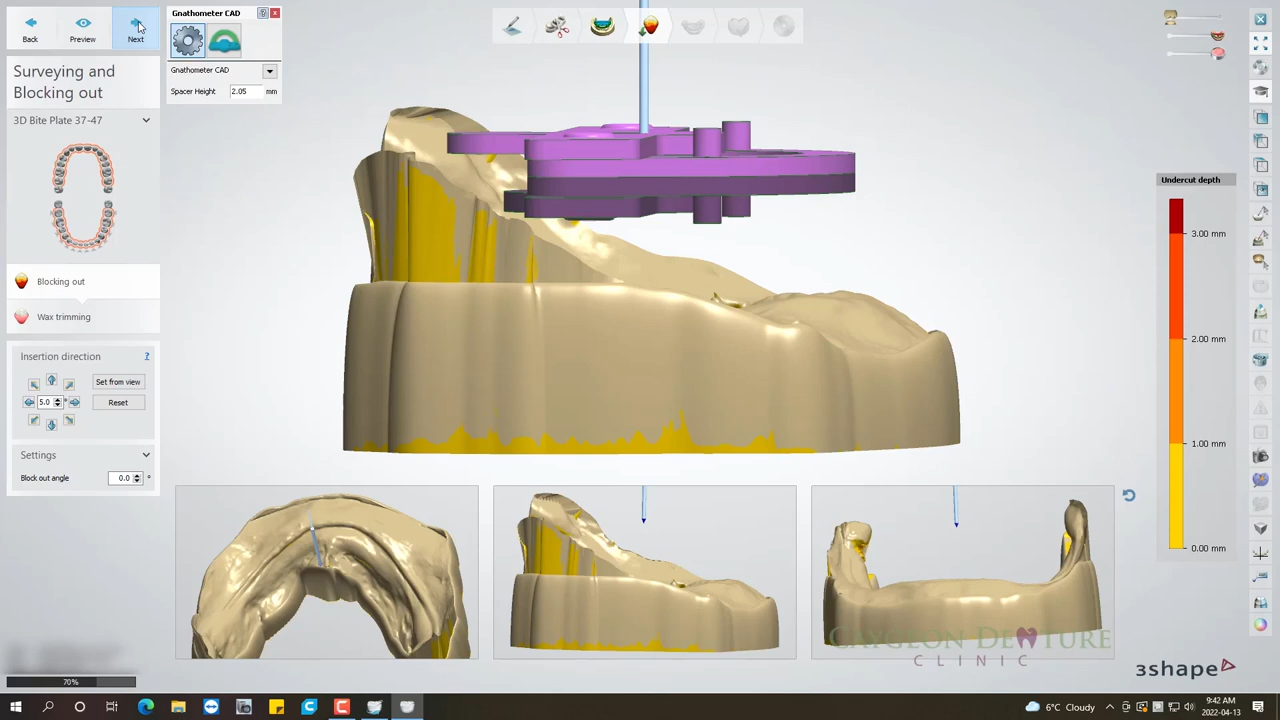 Back
Preview
Next
Gnathometer CAD
?
Gnathometer CAD
Spacer Height 2.05 mm
Surveying and
Blocking out
3D Bite Plate 37-47
Blocking out
Wax trimming
Insertion direction ?
5.0 °
Set from view
Reset
Settings
Block out angle 0.0 °
Undercut depth
3.00 mm
2.00 mm
1.00 mm
0.00 mm
DENTURE
CLINIC
3shape
70%
6°C Cloudy
9:42 AM
2022-04-13